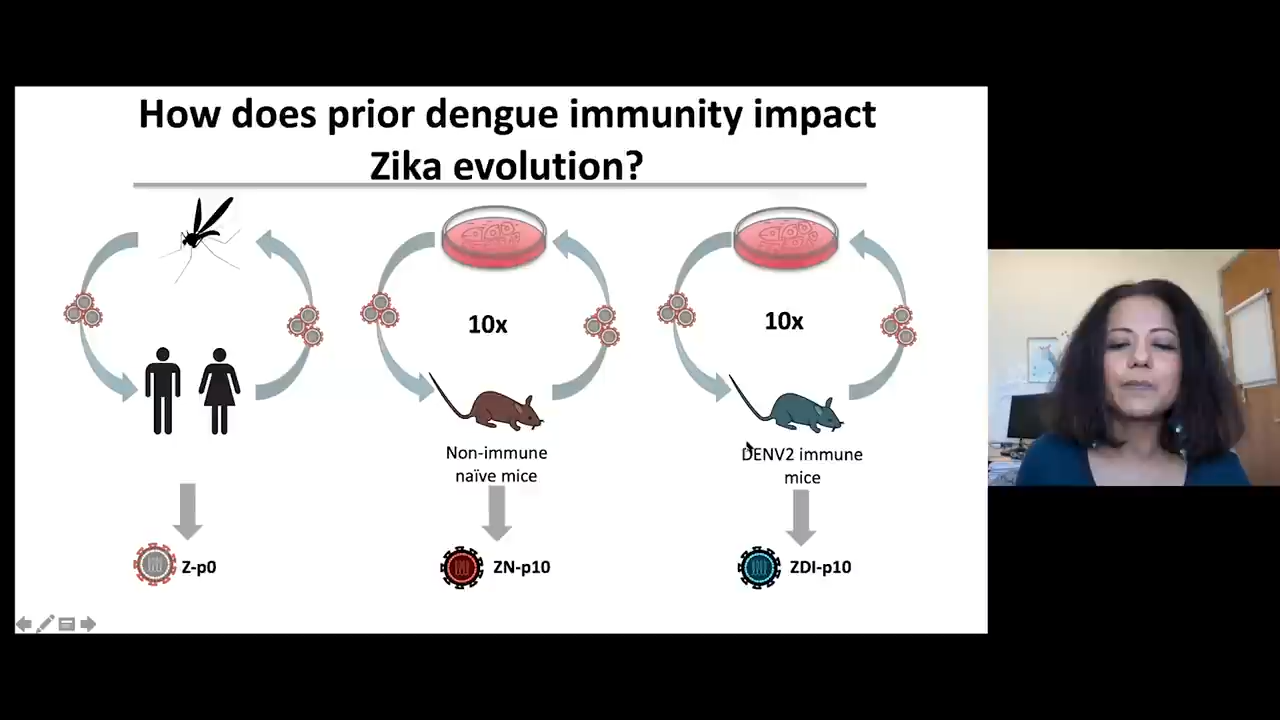 How does prior dengue immunity impact
Zika evolution?
10x
10x
Non-immune
naïve mice
DENV2 immune
mice
Z-p0
ZN-p10
ZDI-p10